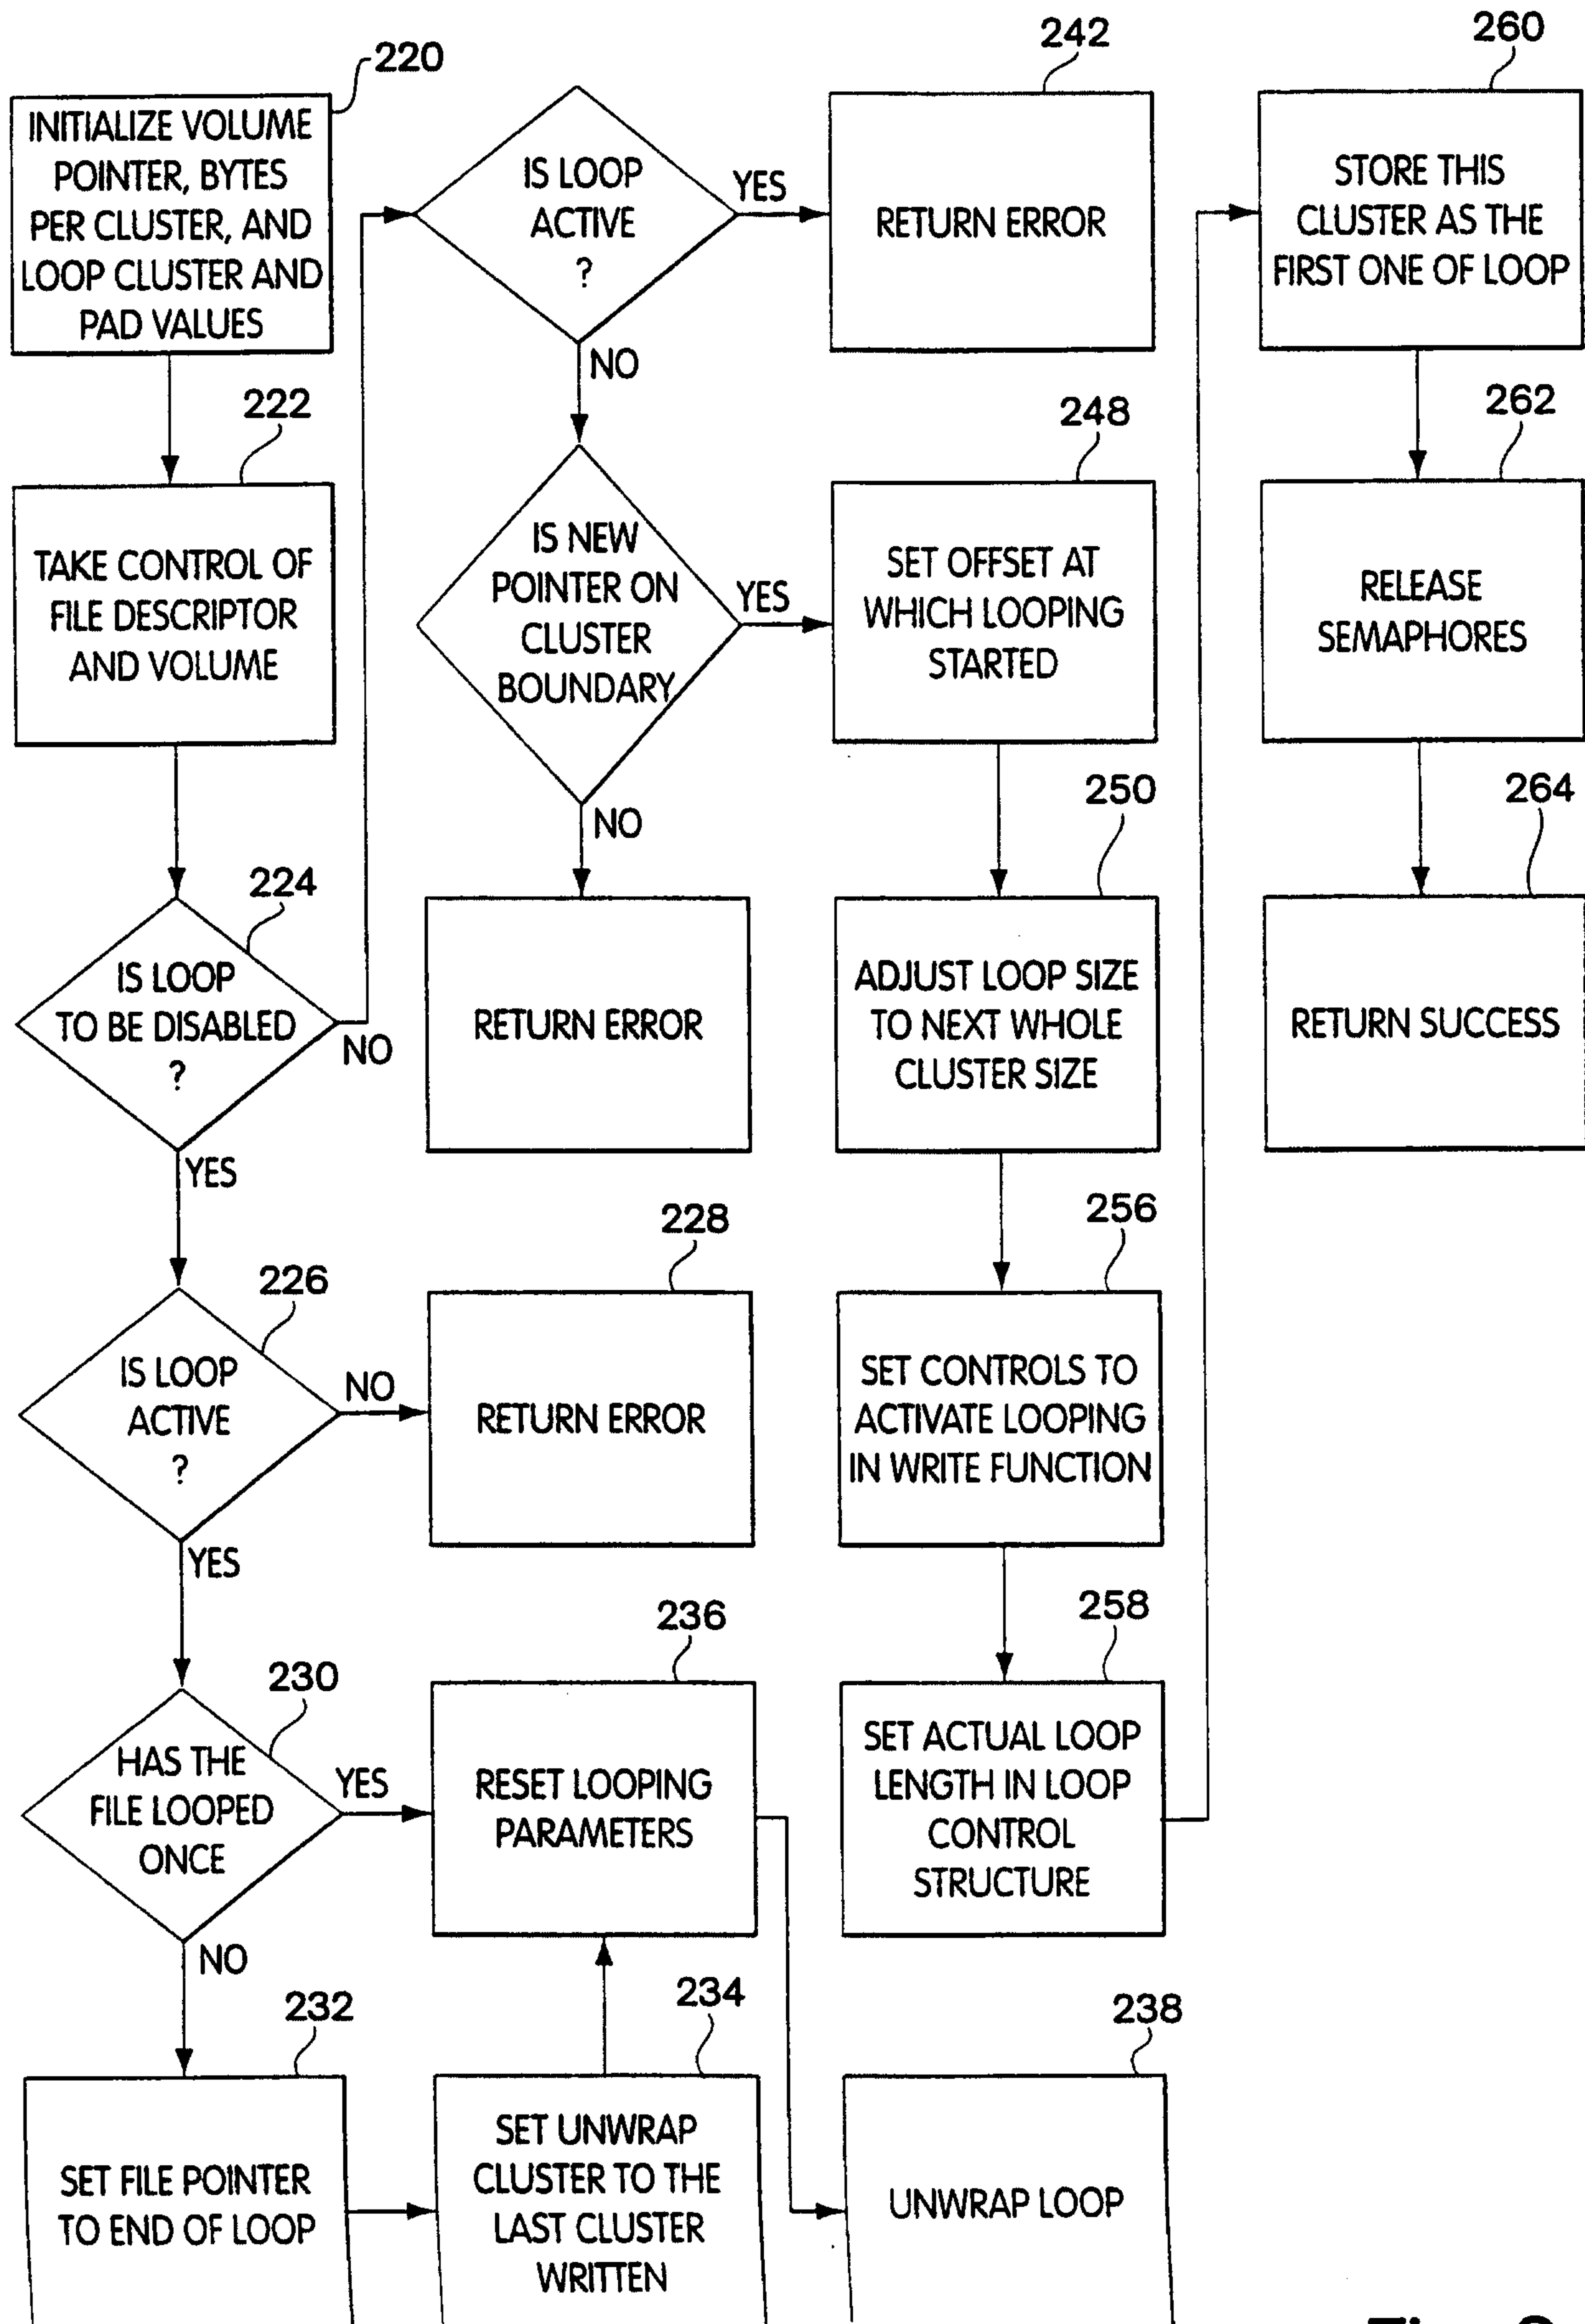 220
INITIALIZE VOLUME
POINTER, BYTES
PER CLUSTER, AND
LOOP CLUSTER AND
PAD VALUES
222
TAKE CONTROL OF
FILE DESCRIPTOR
AND VOLUME
224
IS LOOP
TO BE DISABLED
?
NO
YES
226
IS LOOP
ACTIVE
?
NO
YES
228
RETURN ERROR
230
HAS THE
FILE LOOPED
ONCE
YES
NO
232
SET FILE POINTER
TO END OF LOOP
234
SET UNWRAP
CLUSTER TO THE
LAST CLUSTER
WRITTEN
236
RESET LOOPING
PARAMETERS
238
UNWRAP LOOP
IS LOOP
ACTIVE
?
YES
NO
242
RETURN ERROR
IS NEW
POINTER ON
CLUSTER
BOUNDARY
YES
NO
RETURN ERROR
248
SET OFFSET AT
WHICH LOOPING
STARTED
250
ADJUST LOOP SIZE
TO NEXT WHOLE
CLUSTER SIZE
256
SET CONTROLS TO
ACTIVATE LOOPING
IN WRITE FUNCTION
258
SET ACTUAL LOOP
LENGTH IN LOOP
CONTROL
STRUCTURE
260
STORE THIS
CLUSTER AS THE
FIRST ONE OF LOOP
262
RELEASE
SEMAPHORES
264
RETURN SUCCESS